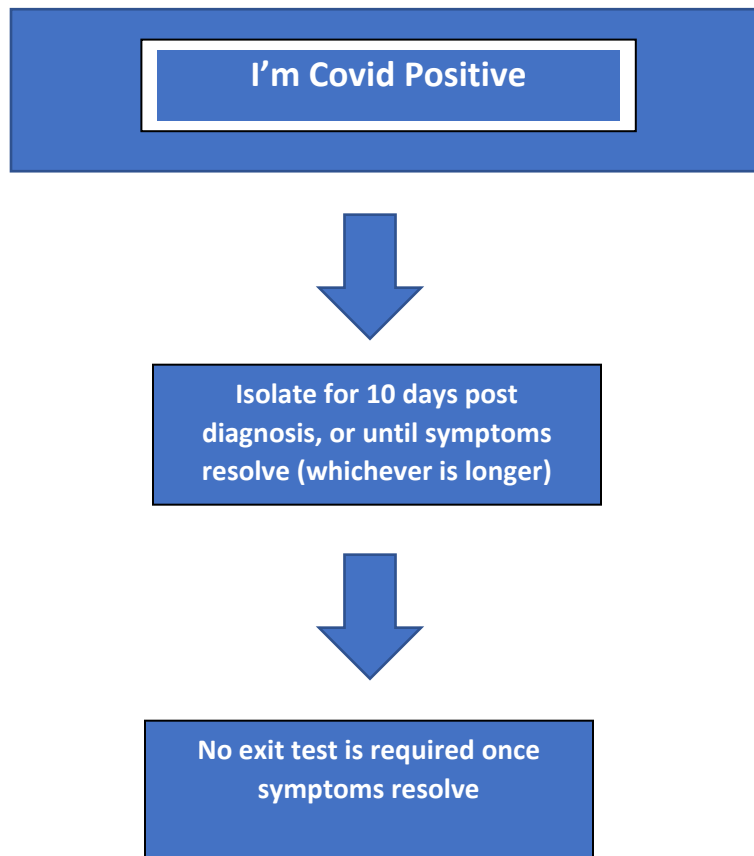 I’m Covid Positive
Isolate for 10 days post
diagnosis, or until symptoms
resolve (whichever is longer)
No exit test is required once
symptoms resolve